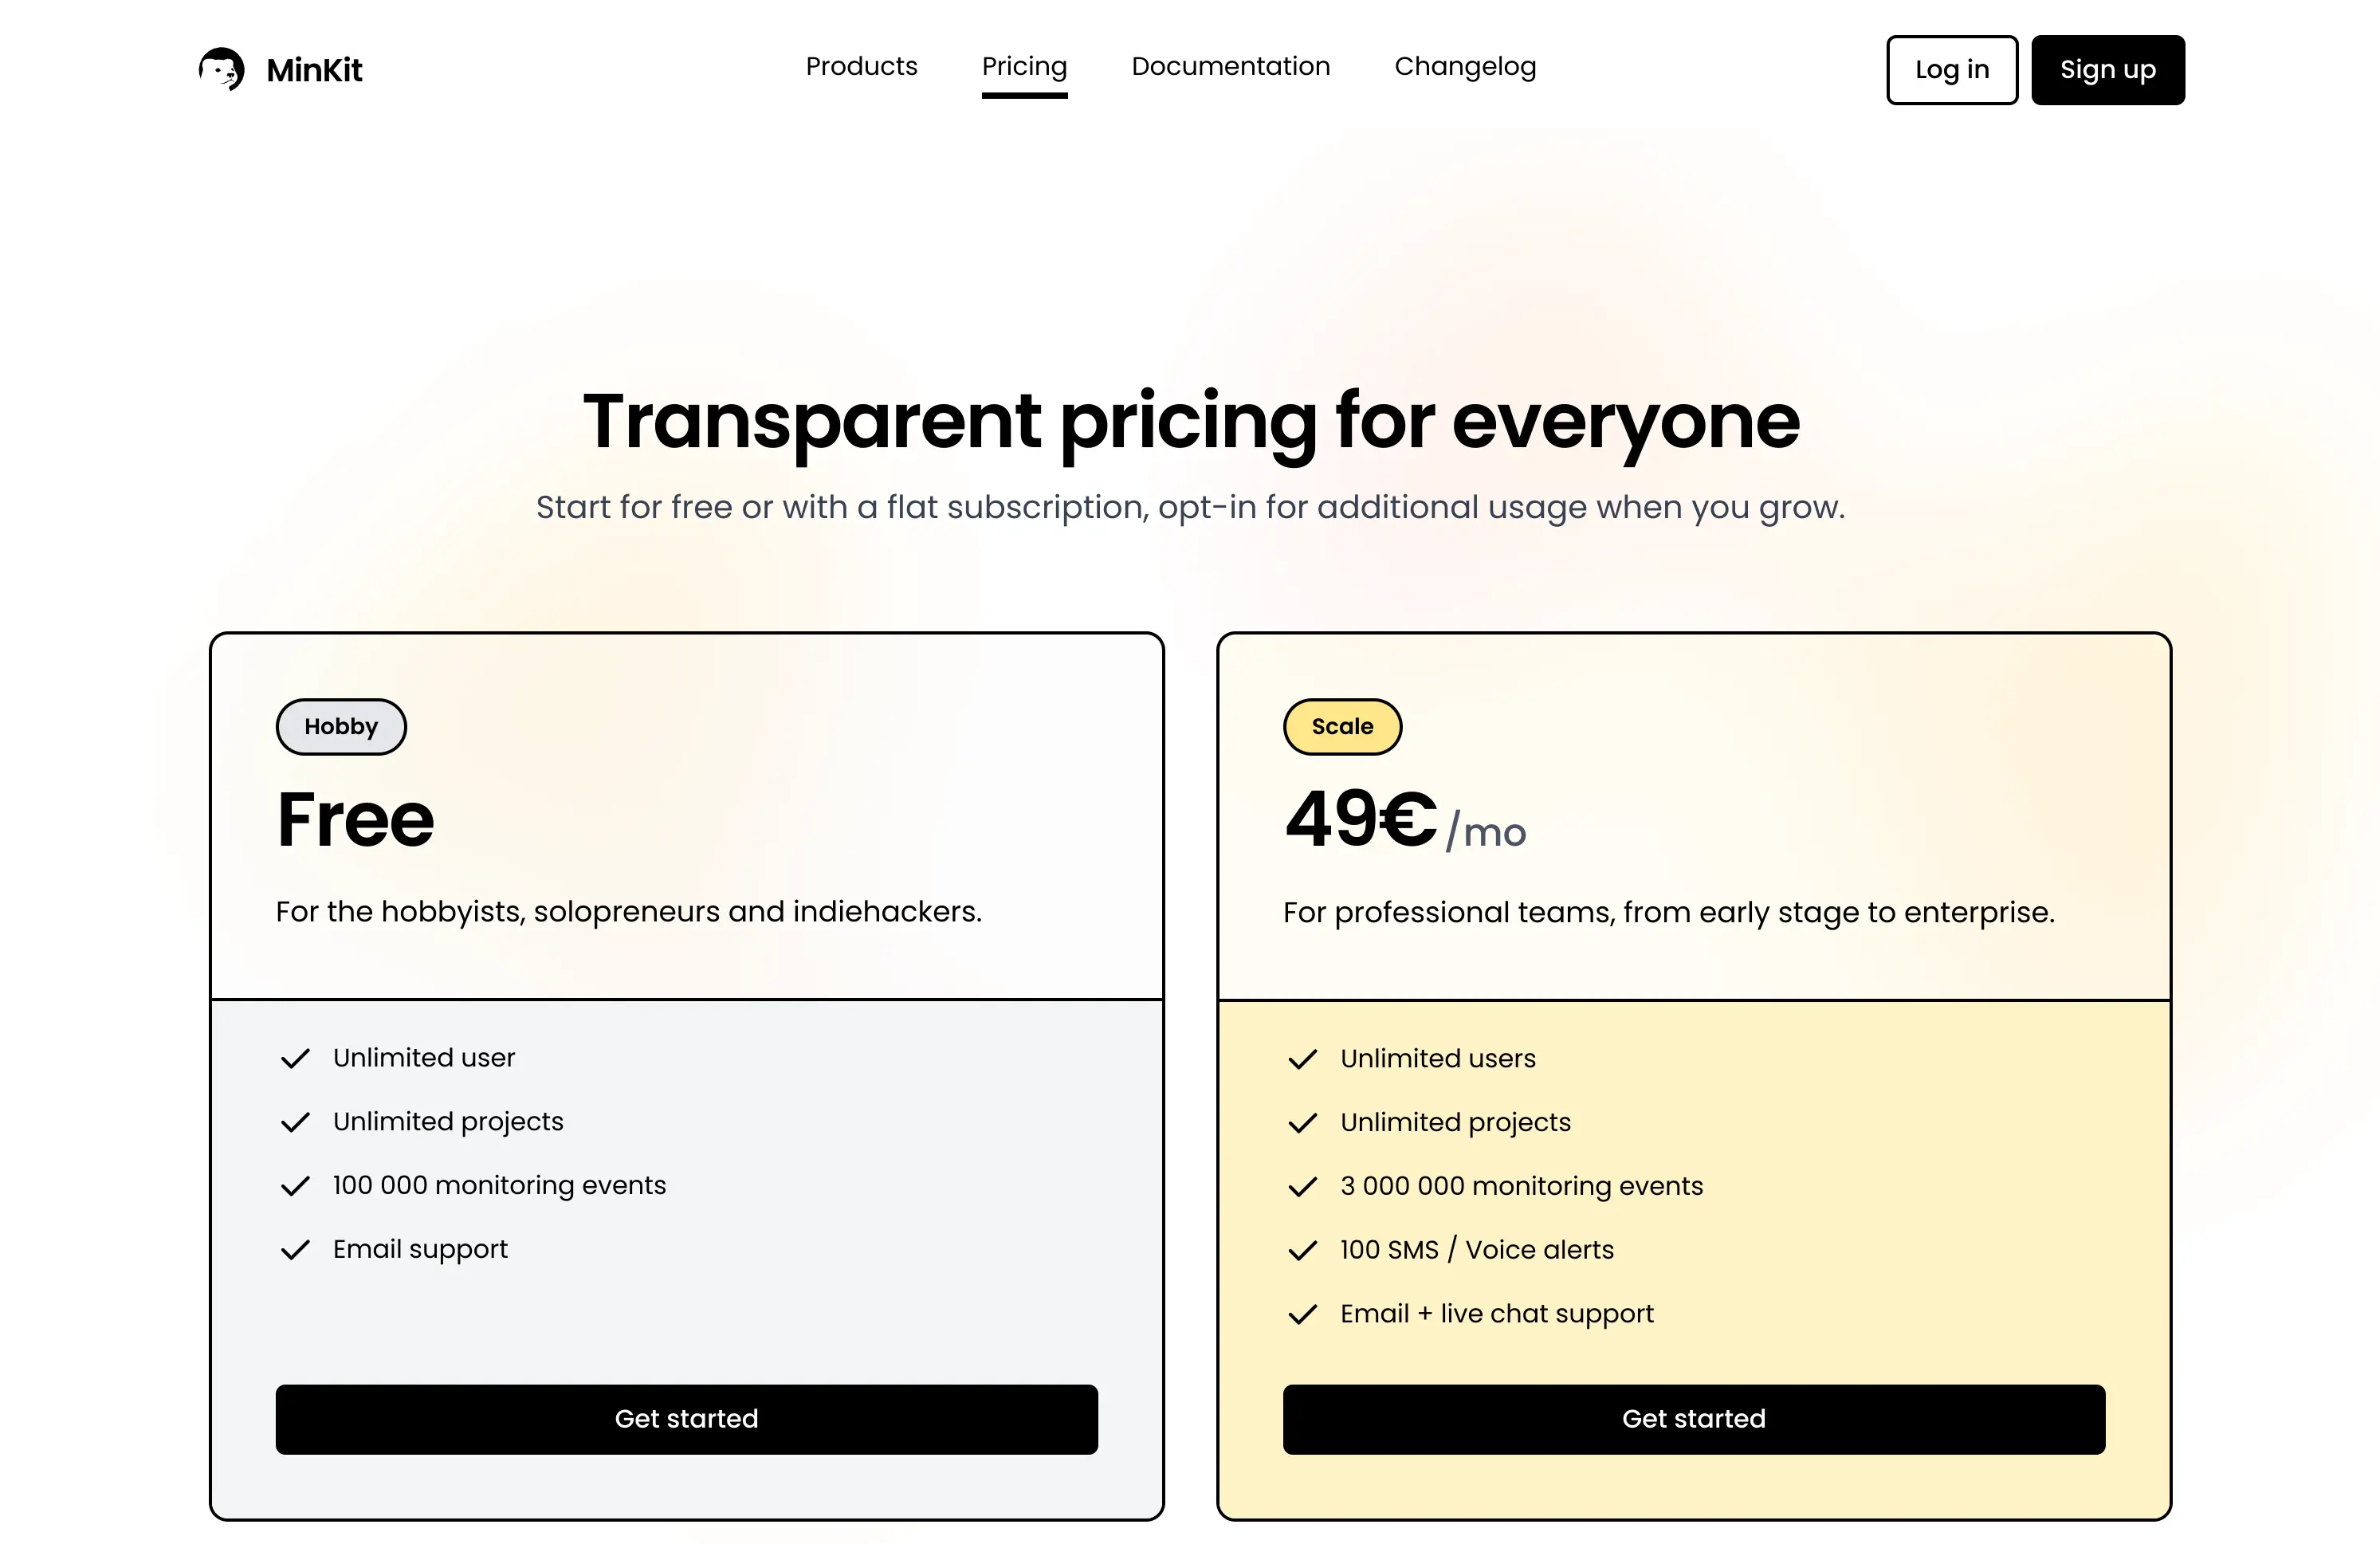 MinKit
Products
Pricing
Documentation
Changelog
Log in
Sign up
Transparent pricing for everyone
Start for free or with a flat subscription, opt-in for additional usage when you grow.
Hobby
Free
For the hobbyists, solopreneurs and indiehackers.
Unlimited user
Unlimited projects
100 000 monitoring events
Email support
Get started
Scale
49€/mo
For professional teams, from early stage to enterprise.
Unlimited users
Unlimited projects
3 000 000 monitoring events
100 SMS / Voice alerts
Email + live chat support
Get started